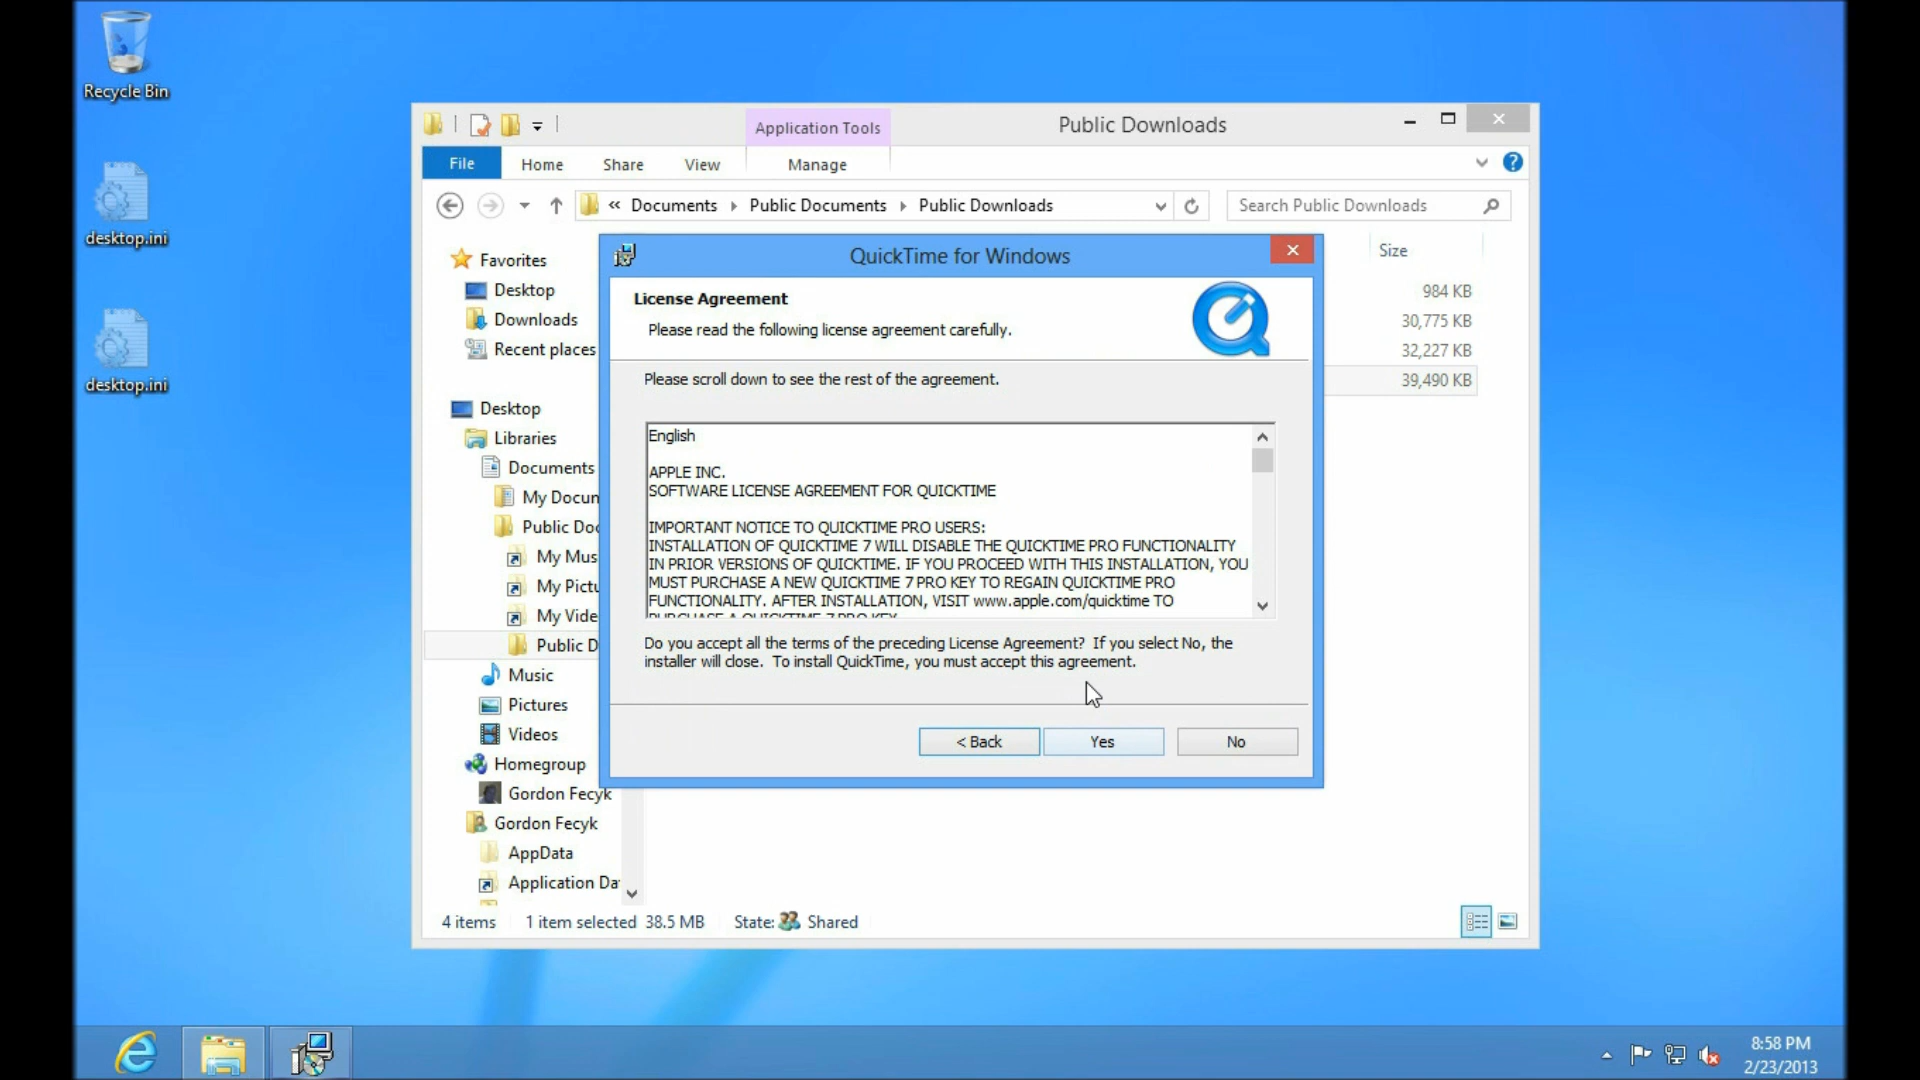 Recycle Bin
desktop.ini
desktop.ini
Application Tools
Public Downloads
File
Home
Share
View
Manage
« Documents Public Documents Public Downloads
Search Public Downloads
Favorites
Desktop
Downloads
Recent places
Desktop
Libraries
Documents
My Docun
Public Doc
My Mus
My Pictu
My Vide
Public D
Music
Pictures
Videos
Homegroup
Gordon Fecyk
Gordon Fecyk
AppData
Application Da
Size
984 KB
30,775 KB
32,227 KB
39,490 KB
QuickTime for Windows
License Agreement
Please read the following license agreement carefully.
Please scroll down to see the rest of the agreement.
English
APPLE INC.
SOFTWARE LICENSE AGREEMENT FOR QUICKTIME
IMPORTANT NOTICE TO QUICKTIME PRO USERS:
INSTALLATION OF QUICKTIME 7 WILL DISABLE THE QUICKTIME PRO FUNCTIONALITY
IN PRIOR VERSIONS OF QUICKTIME. IF YOU PROCEED WITH THIS INSTALLATION, YOU
MUST PURCHASE A NEW QUICKTIME 7 PRO KEY TO REGAIN QUICKTIME PRO
FUNCTIONALITY. AFTER INSTALLATION, VISIT www.apple.com/quicktime TO
PURCHASE A QUICKTIME 7 PRO KEY
Do you accept all the terms of the preceding License Agreement? If you select No, the
installer will close. To install QuickTime, you must accept this agreement.
< Back
Yes
No
4 items
1 item selected 38.5 MB
State: Shared
8:58 PM
2/23/2013